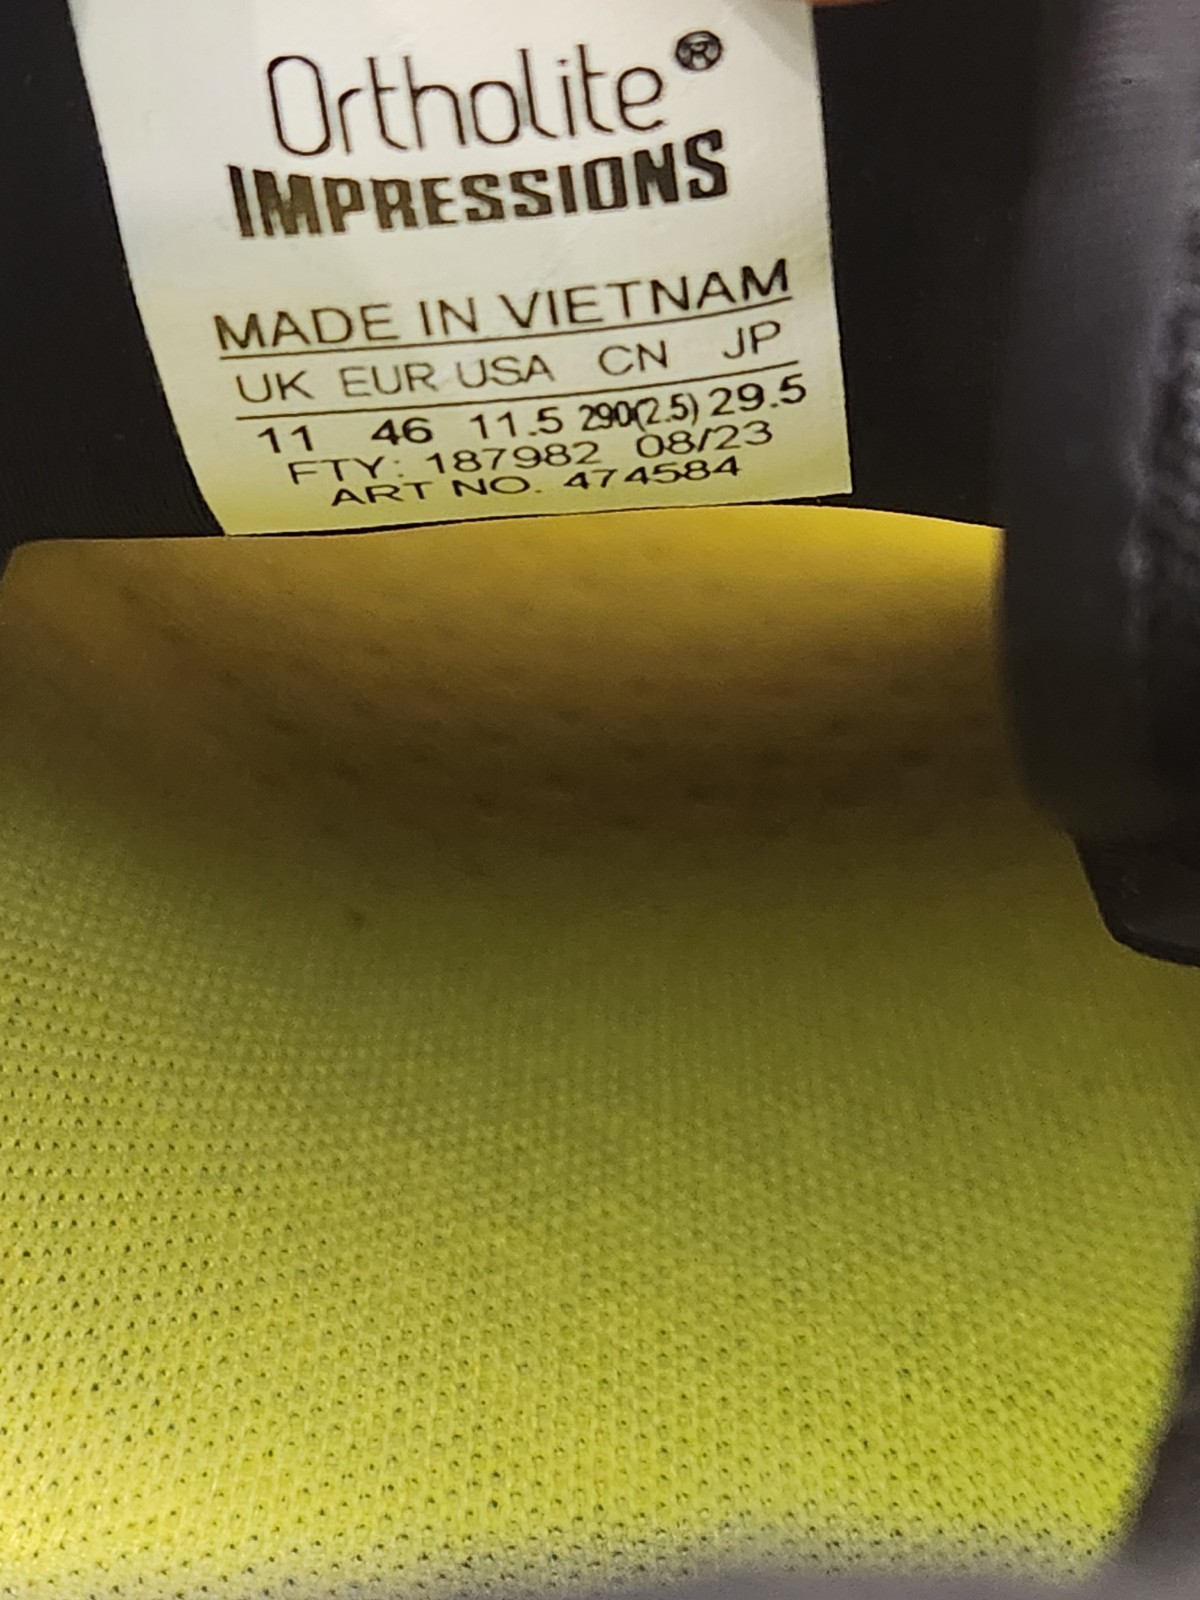 Ortholite®
IMPRESSIONS
MADE IN VIETNAM
UK EUR USA CN JP
11 46 11.5 290(2.5) 29.5
FTY: 187982 08/23
ART NO. 474584